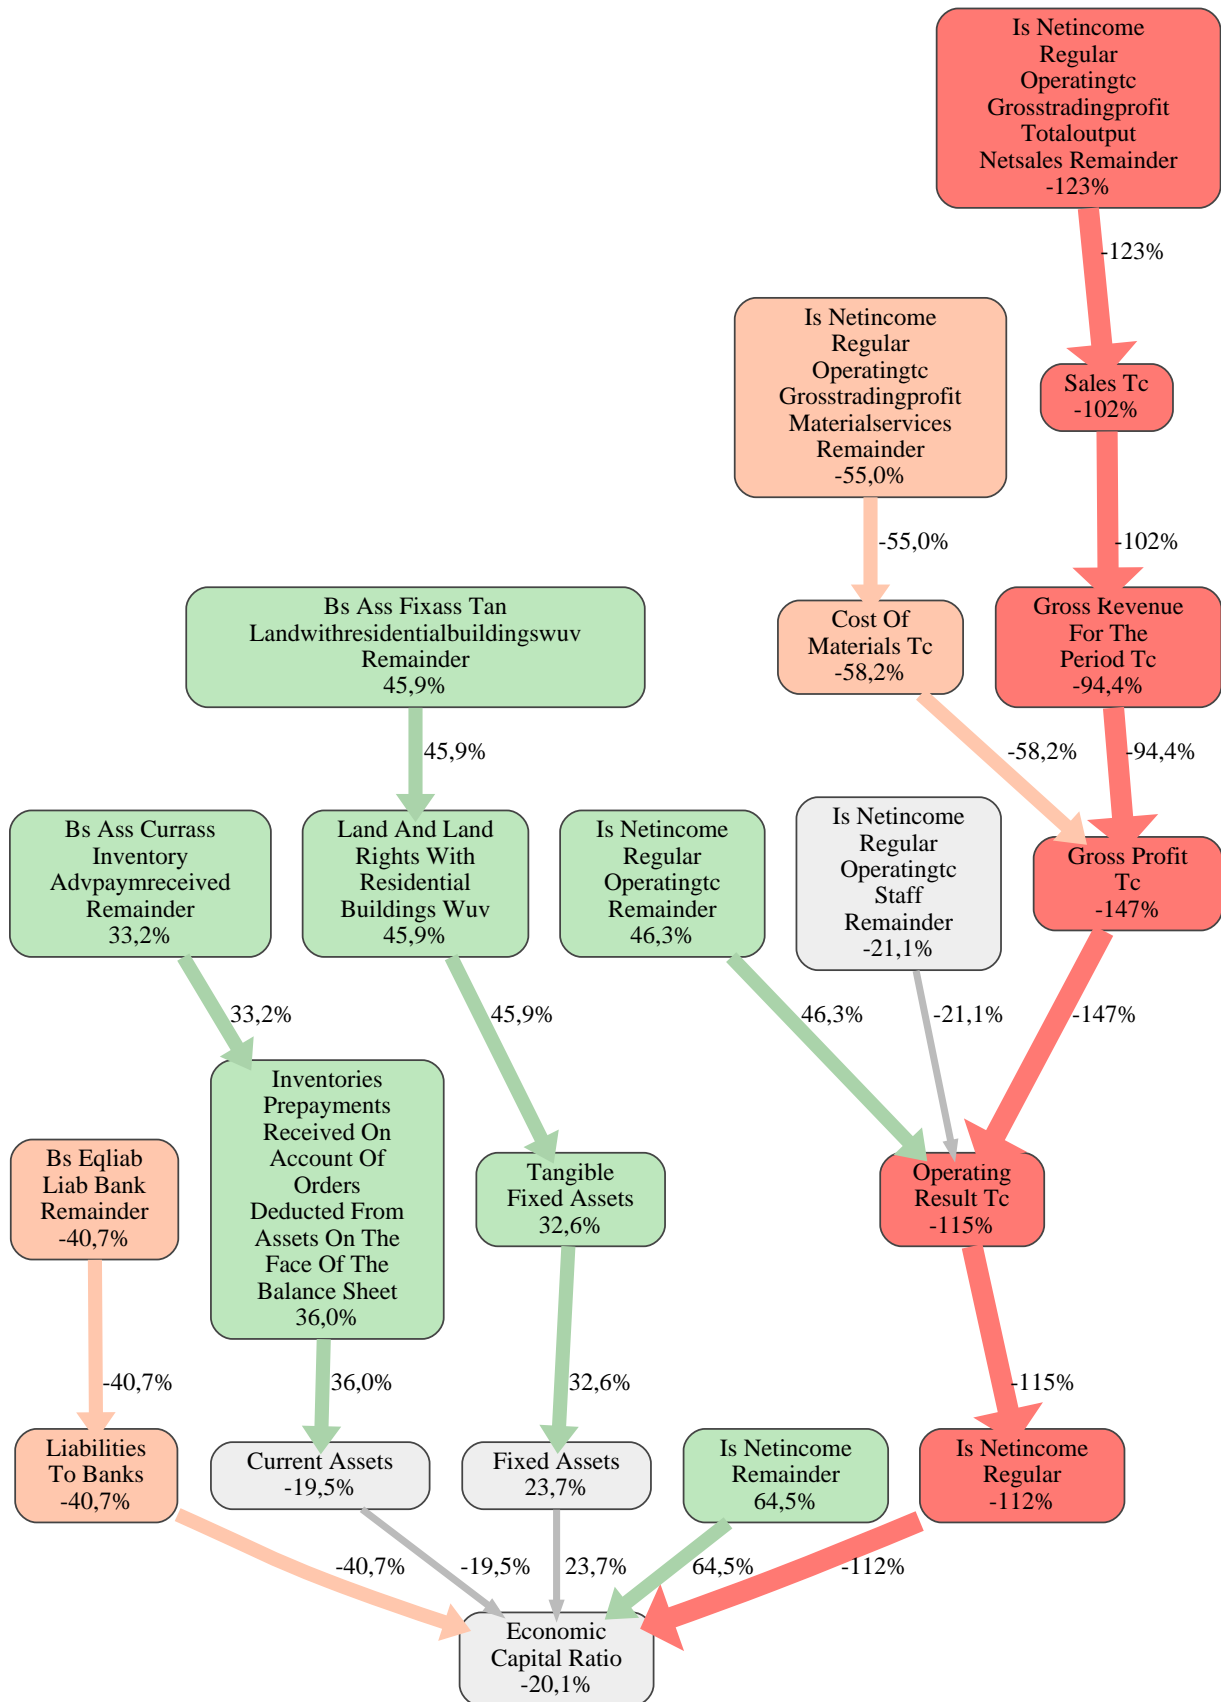 Is Netincome
Regular
Operatingtc
Grosstradingprofit
Totaloutput
Netsales Remainder
-123%
-123%
Is Netincome
Regular
Operatingtc
Grosstradingprofit
Materialservices
Remainder
-55,0%
Sales Tc
-102%
-55,0%
-102%
Bs Ass Fixass Tan
Landwithresidentialbuildingswuv
Remainder
45,9%
Cost Of
Materials Tc
-58,2%
Gross Revenue
For The
Period Tc
-94,4%
45,9%
-58,2%
-94,4%
Bs Ass Currass
Inventory
Advpaymreceived
Remainder
33,2%
Land And Land
Rights With
Residential
Buildings Wuv
45,9%
Is Netincome
Regular
Operatingtc
Remainder
46,3%
Is Netincome
Regular
Operatingtc
Staff
Remainder
-21,1%
Gross Profit
Tc
-147%
33,2%
45,9%
46,3%
-21,1%
-147%
Bs Eqliab
Liab Bank
Remainder
-40,7%
Inventories
Prepayments
Received On
Account Of
Orders
Deducted From
Assets On The
Face Of The
Balance Sheet
36,0%
Tangible
Fixed Assets
32,6%
Operating
Result Tc
-115%
-40,7%
36,0%
32,6%
-115%
Liabilities
To Banks
-40,7%
Current Assets
-19,5%
Fixed Assets
23,7%
Is Netincome
Remainder
64,5%
Is Netincome
Regular
-112%
-40,7%
-19,5%
23,7%
64,5%
-112%
Economic
Capital Ratio
-20,1%